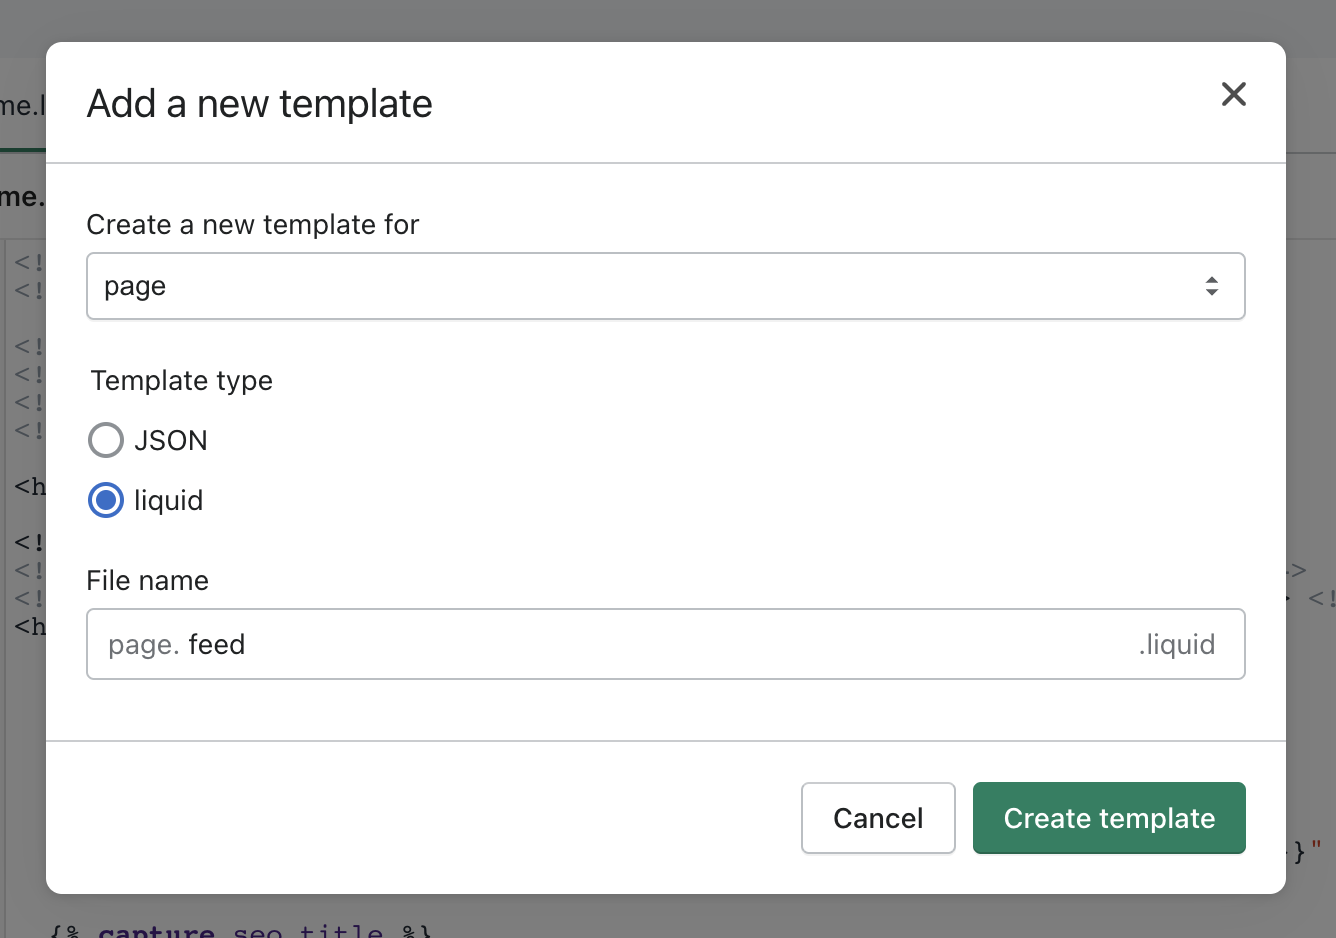 Add a new template
me.l
me.
Create a new template for
page
<!
<!
<!
<!
<!
<!
Template type
JSON
liquid
<h
<!
<!
<!
<h
>
<!
File name
page. feed .liquid
Cancel
Create template
}"
{% capture seo_title %}